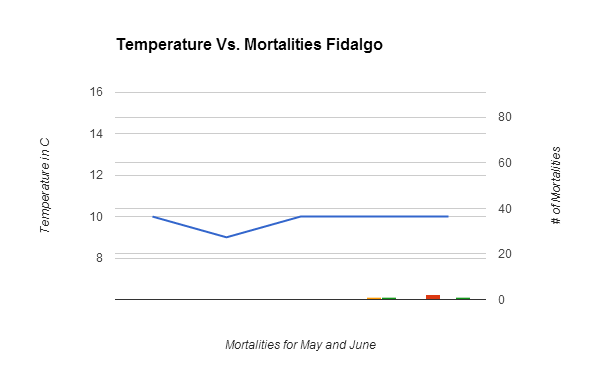 Temperature Vs. Mortalities Fidalgo
16
14
12
10
8
Temperature in C
80
60
40
20
0
# of Mortalities
Mortalities for May and June